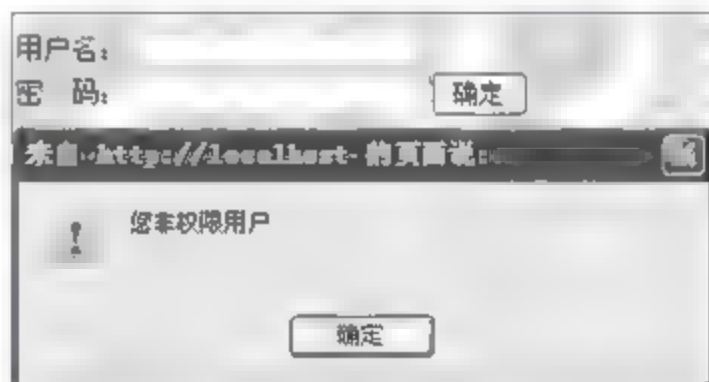 用户名：
密 码：
确定
来自 http://localhost 的页面说：
!
您非权限用户
确定